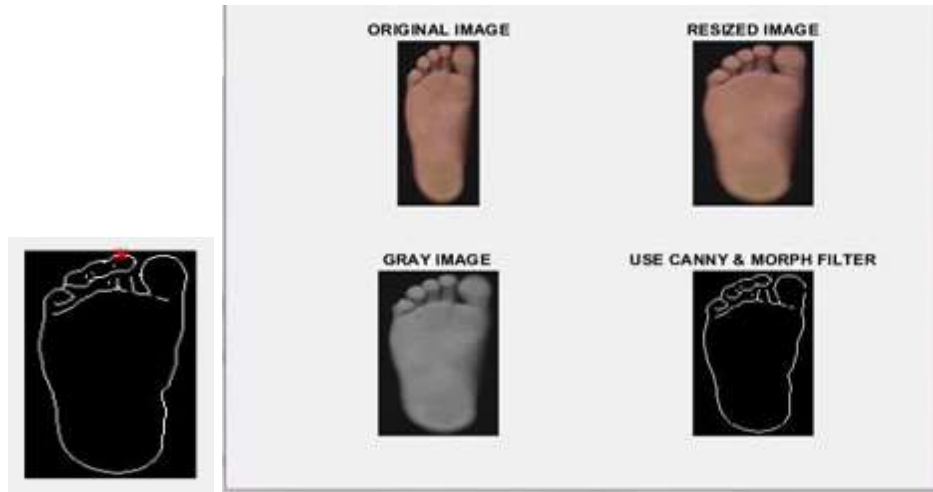 ORIGINAL IMAGE
RESIZED IMAGE
GRAY IMAGE
USE CANNY & MORPH FILTER